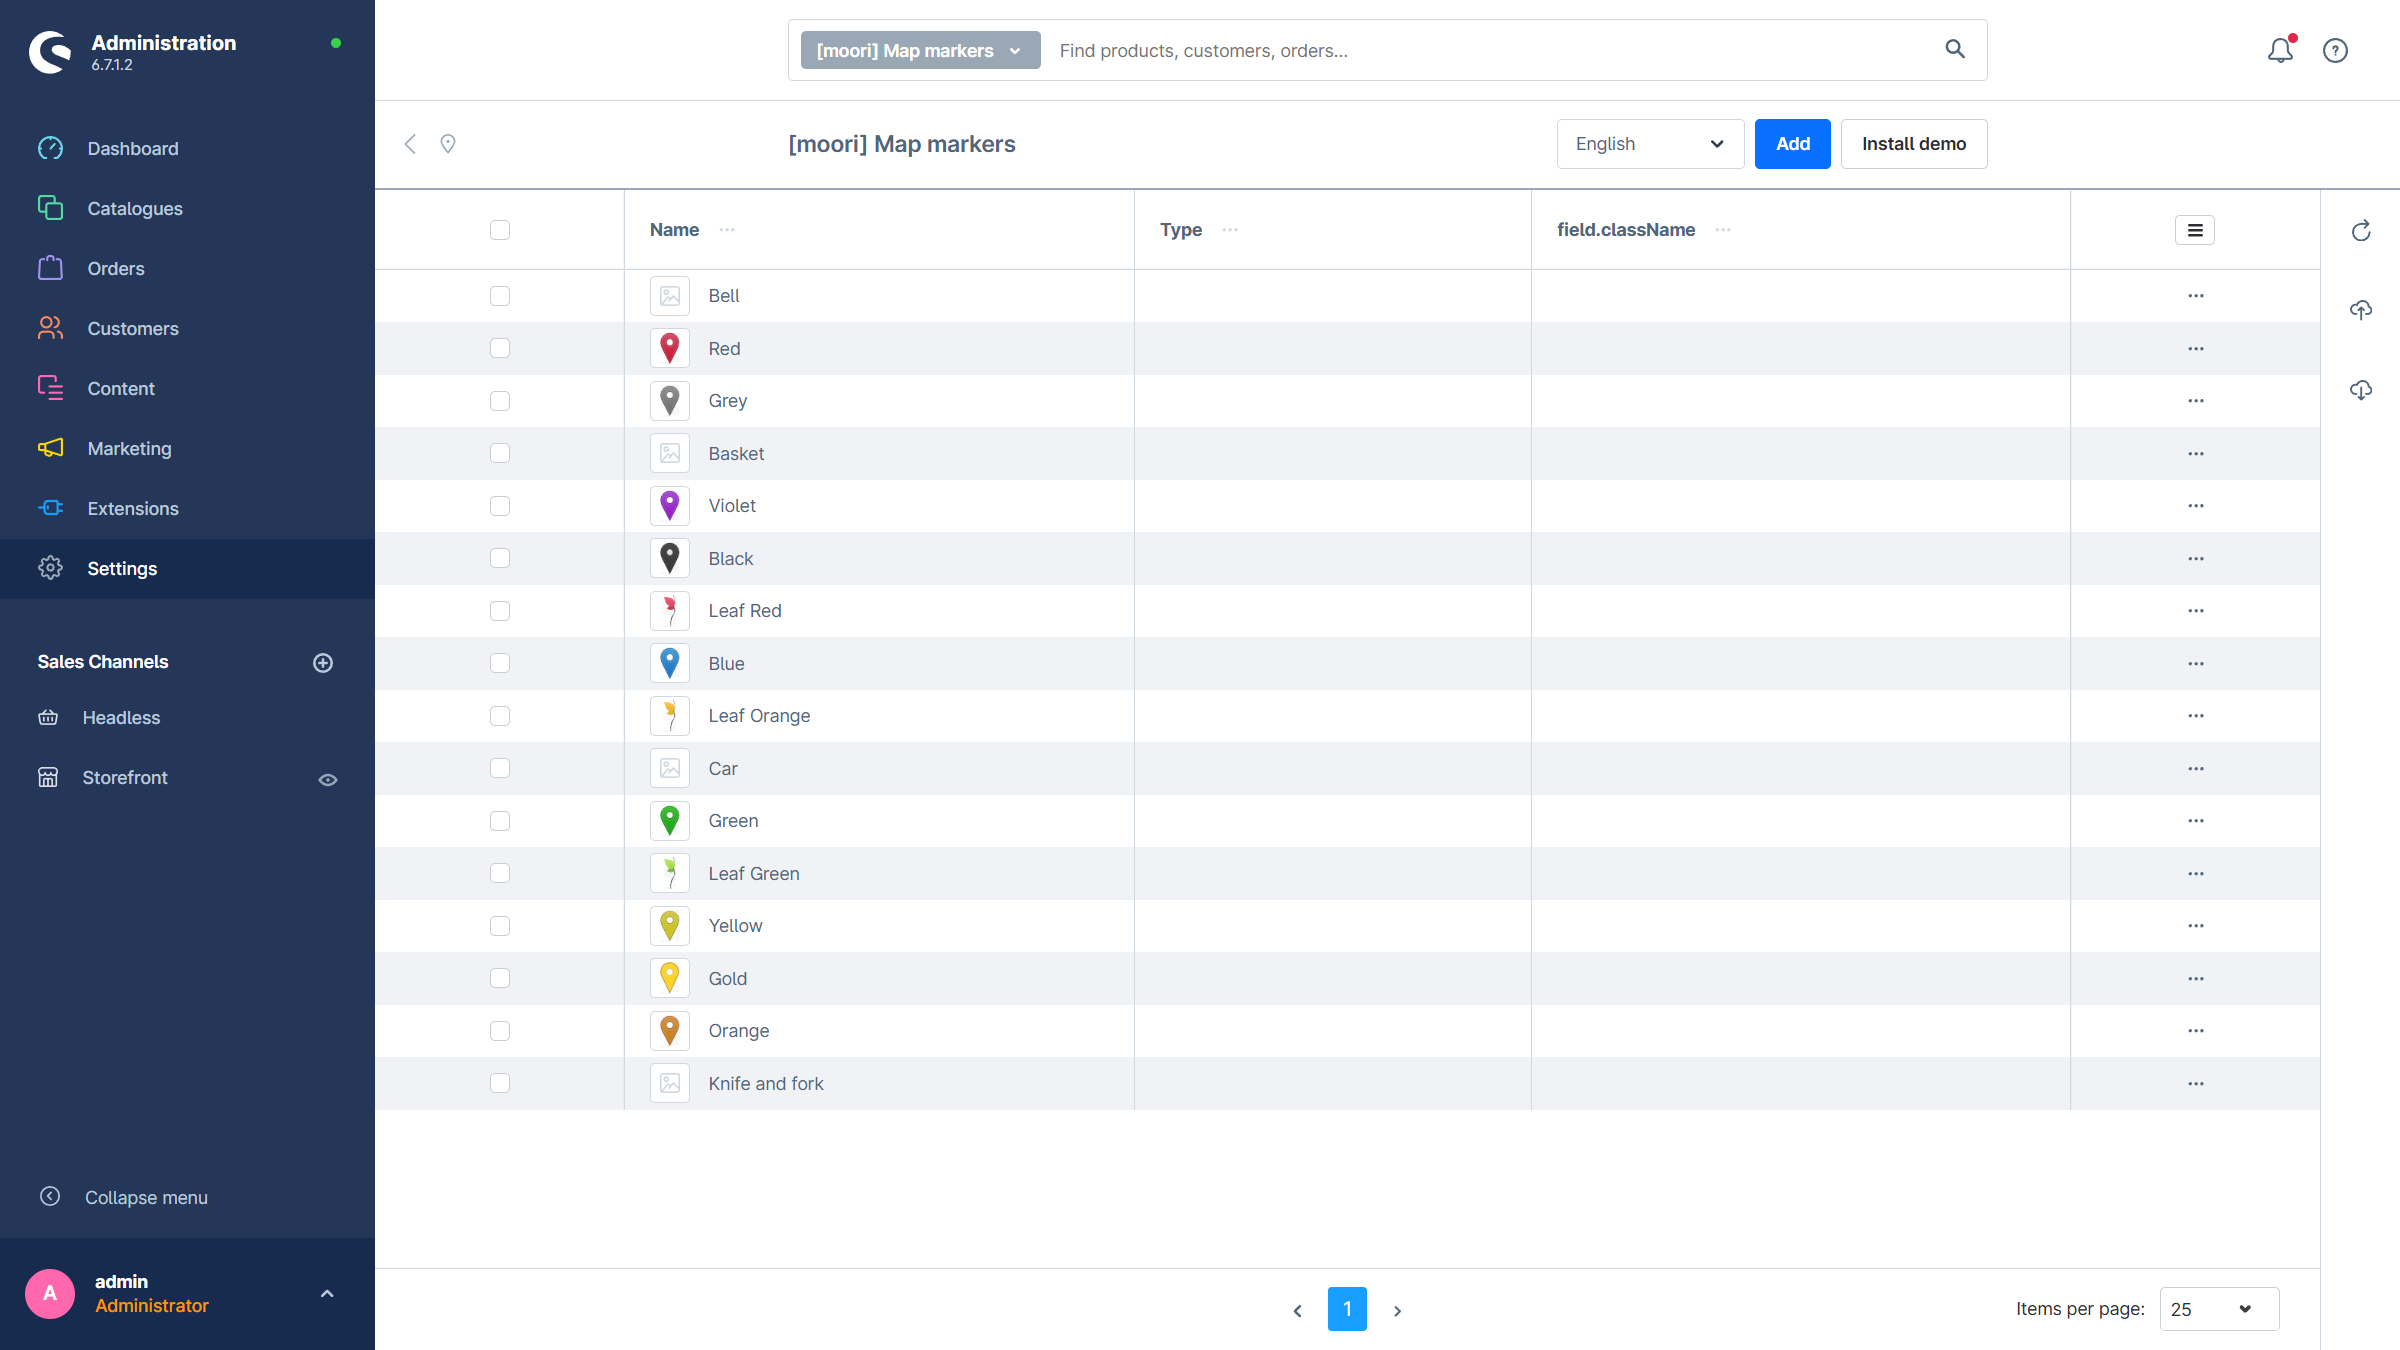 Administration
6.7.1.2
Dashboard
Catalogues
Orders
Customers
Content
Marketing
Extensions
Settings
Sales Channels
Headless
Storefront
Collapse menu
A
admin
Administrator
[moori] Map markers
Find products, customers, orders...
[moori] Map markers
English
Add
Install demo
Name
Type
field.className
Bell
Red
Grey
Basket
Violet
Black
Leaf Red
Blue
Leaf Orange
Car
Green
Leaf Green
Yellow
Gold
Orange
Knife and fork
1
Items per page:
25